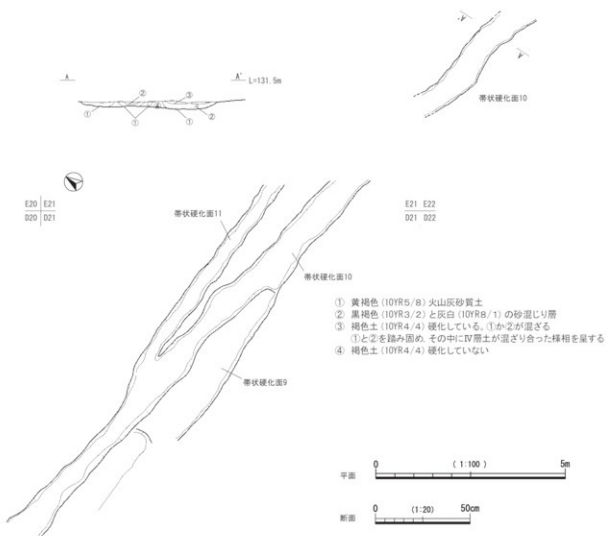 A A' L=131.5m
② ③
① ① ②
A' A'
帯状硬化面10
E20 E21
D20 D21
E21 E22
D21 D22
帯状硬化面11
帯状硬化面10
帯状硬化面9
① 黄褐色(10YR5/8)火山灰砂質土
② 黒褐色(10YR3/2)と灰白(10YR8/1)の砂混じり層
③ 褐色土(10YR4/4)硬化している。①か②が混ざる
①と②を踏み固め、その中にⅣ層土が混ざり合った様相を呈する
④ 褐色土(10YR4/4)硬化していない
平面 0 (1:100) 5m
断面 0 (1:20) 50cm